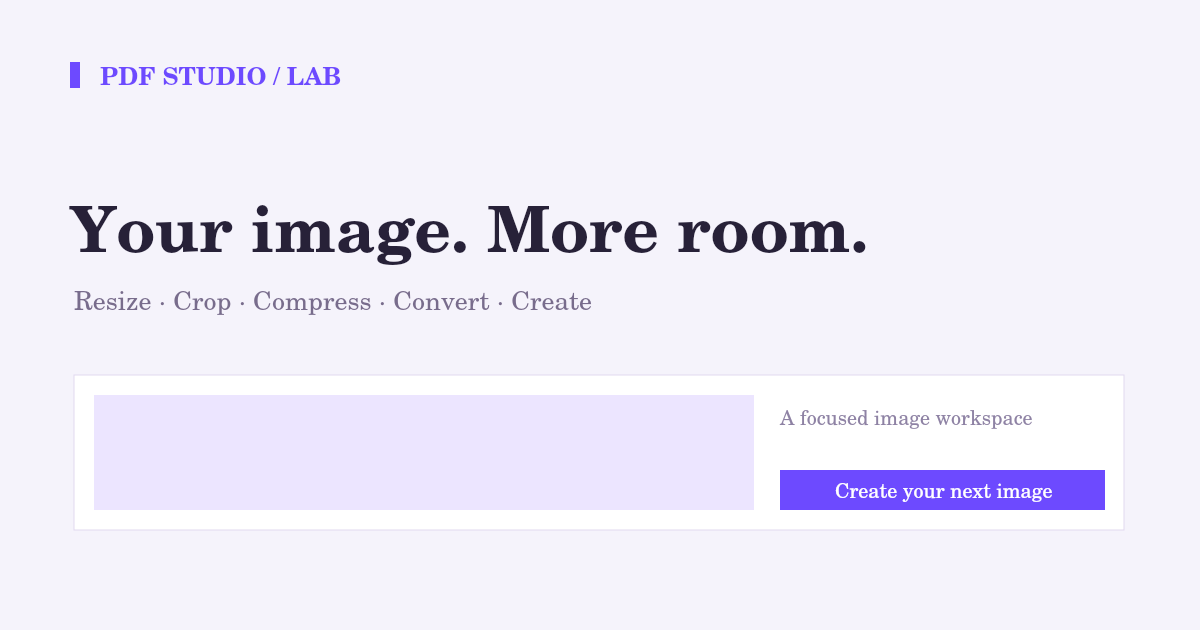 PDF STUDIO / LAB
Your image. More room.
Resize · Crop · Compress · Convert · Create
A focused image workspace
Create your next image